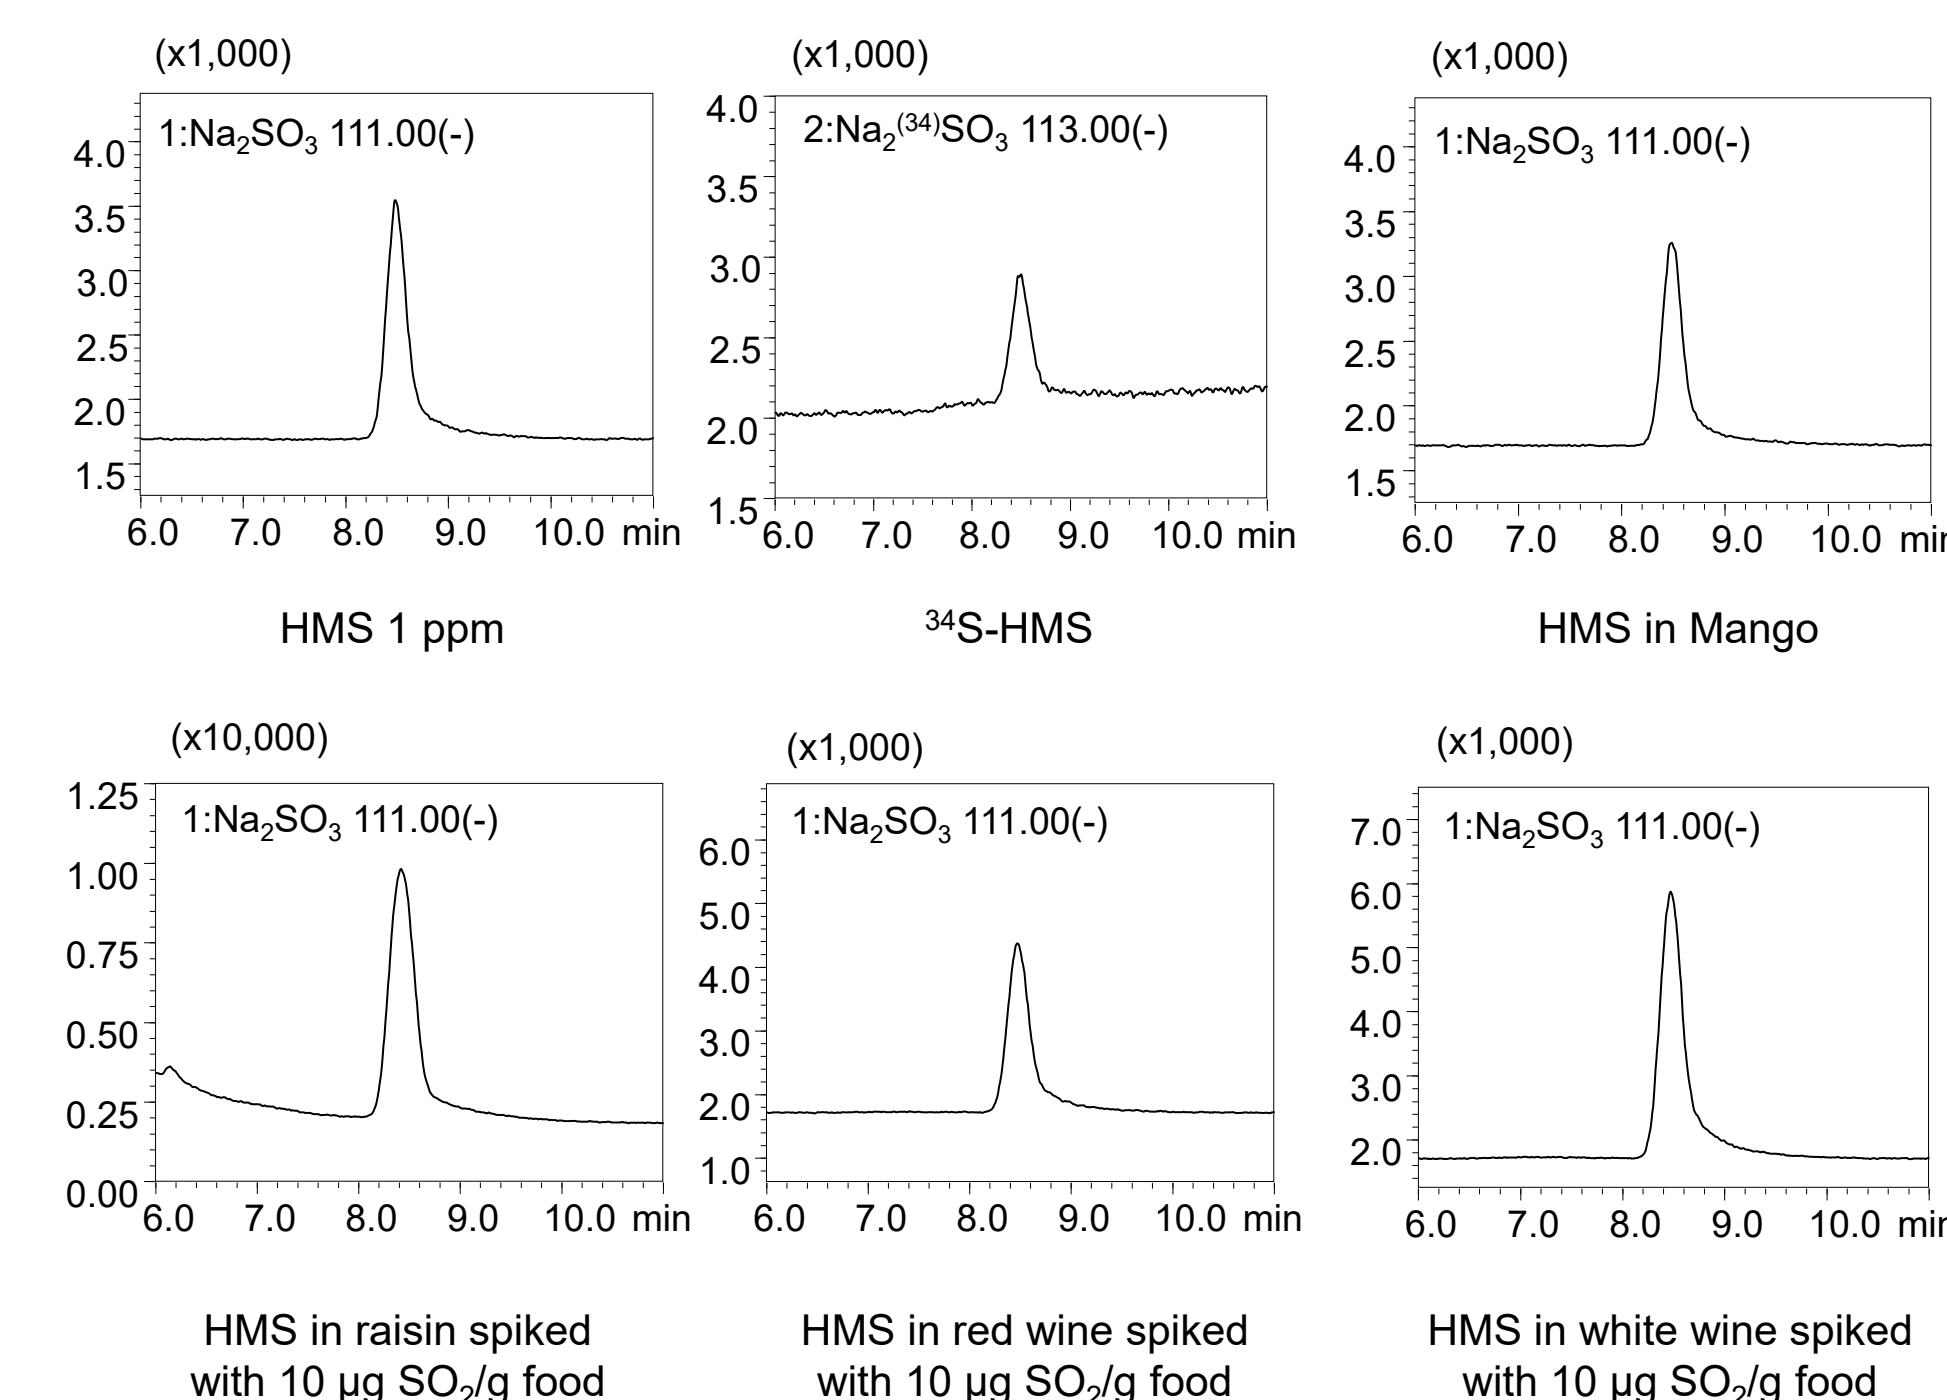 (x1,000)
1:Na₂SO₃ 111.00(-)
4.0
3.5
3.0
2.5
2.0
1.5
6.0 7.0 8.0 9.0 10.0 min
HMS 1 ppm
(x1,000)
2:Na₂⁽³⁴⁾SO₃ 113.00(-)
4.0
3.5
3.0
2.5
2.0
1.5
6.0 7.0 8.0 9.0 10.0 min
³⁴S-HMS
(x1,000)
1:Na₂SO₃ 111.00(-)
4.0
3.5
3.0
2.5
2.0
1.5
6.0 7.0 8.0 9.0 10.0 min
HMS in Mango
(x10,000)
1:Na₂SO₃ 111.00(-)
1.25
1.00
0.75
0.50
0.25
0.00
6.0 7.0 8.0 9.0 10.0 min
HMS in raisin spiked
with 10 µg SO₂/g food
(x1,000)
1:Na₂SO₃ 111.00(-)
6.0
5.0
4.0
3.0
2.0
1.0
6.0 7.0 8.0 9.0 10.0 min
HMS in red wine spiked
with 10 µg SO₂/g food
(x1,000)
1:Na₂SO₃ 111.00(-)
7.0
6.0
5.0
4.0
3.0
2.0
6.0 7.0 8.0 9.0 10.0 min
HMS in white wine spiked
with 10 µg SO₂/g food